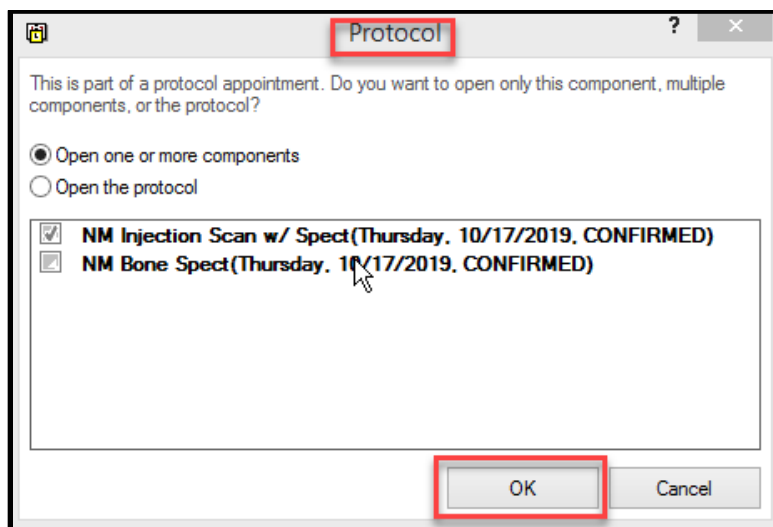 Protocol
?
This is part of a protocol appointment. Do you want to open only this component, multiple
components, or the protocol?
Open one or more components
Open the protocol
NM Injection Scan w/ Spect(Thursday, 10/17/2019, CONFIRMED)
NM Bone Spect(Thursday, 10/17/2019, CONFIRMED)
OK
Cancel